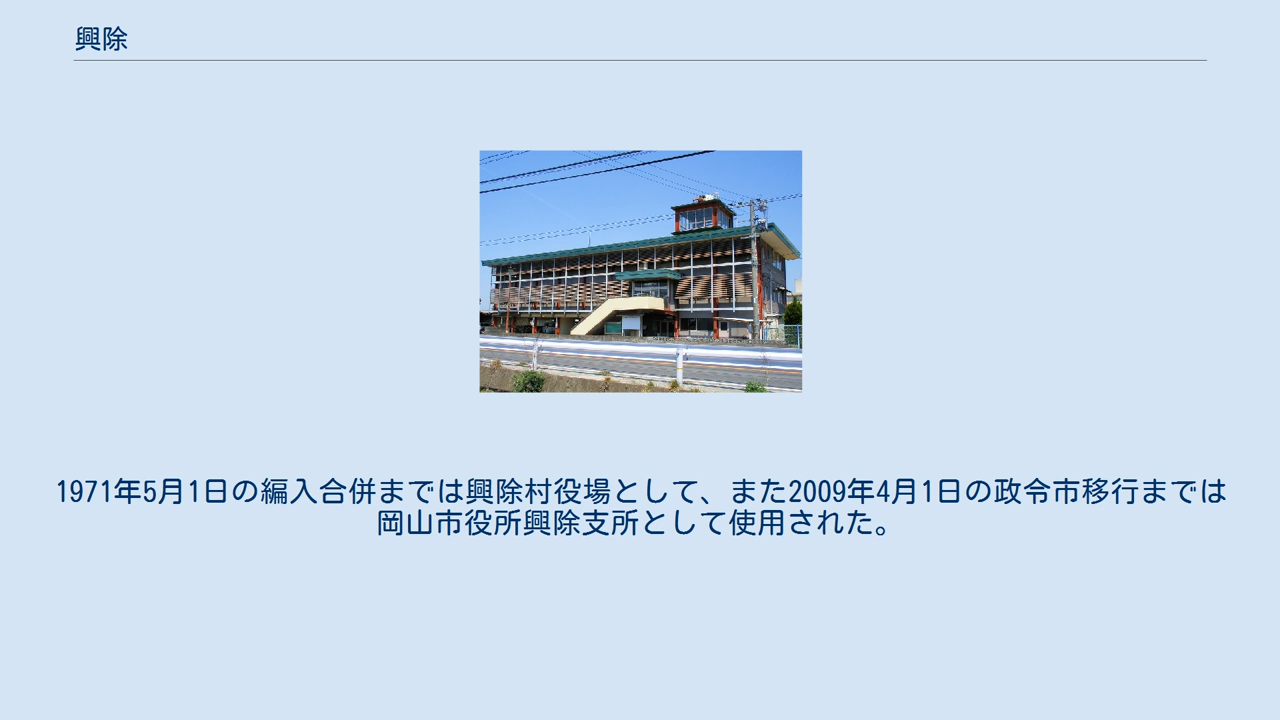 興除
1971年5月1日の編入合併までは興除村役場として、また2009年4月1日の政令市移行までは
岡山市役所興除支所として使用された。